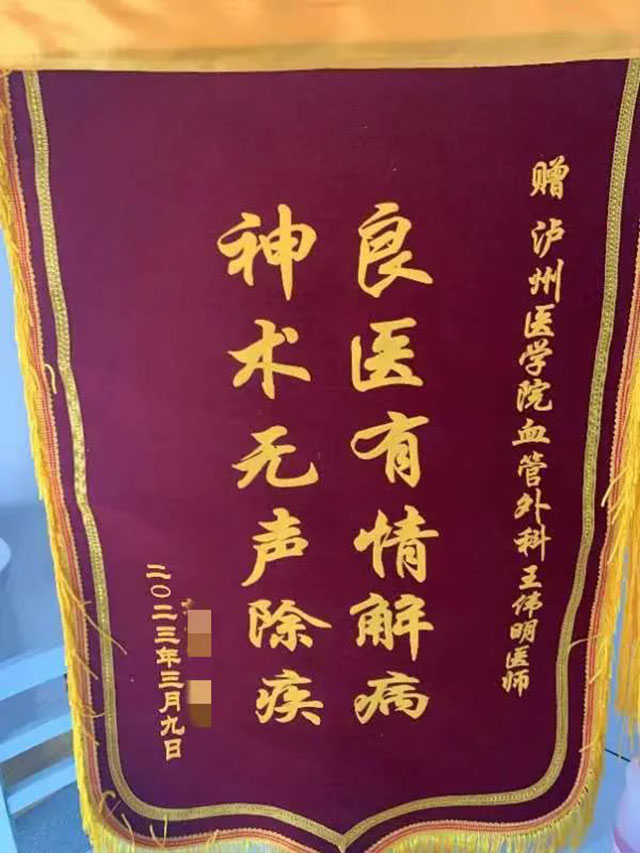 赠 泸州医学院血管外科王伟明医师
良医有情解病
神术无声除疾
二〇二三年三月九日